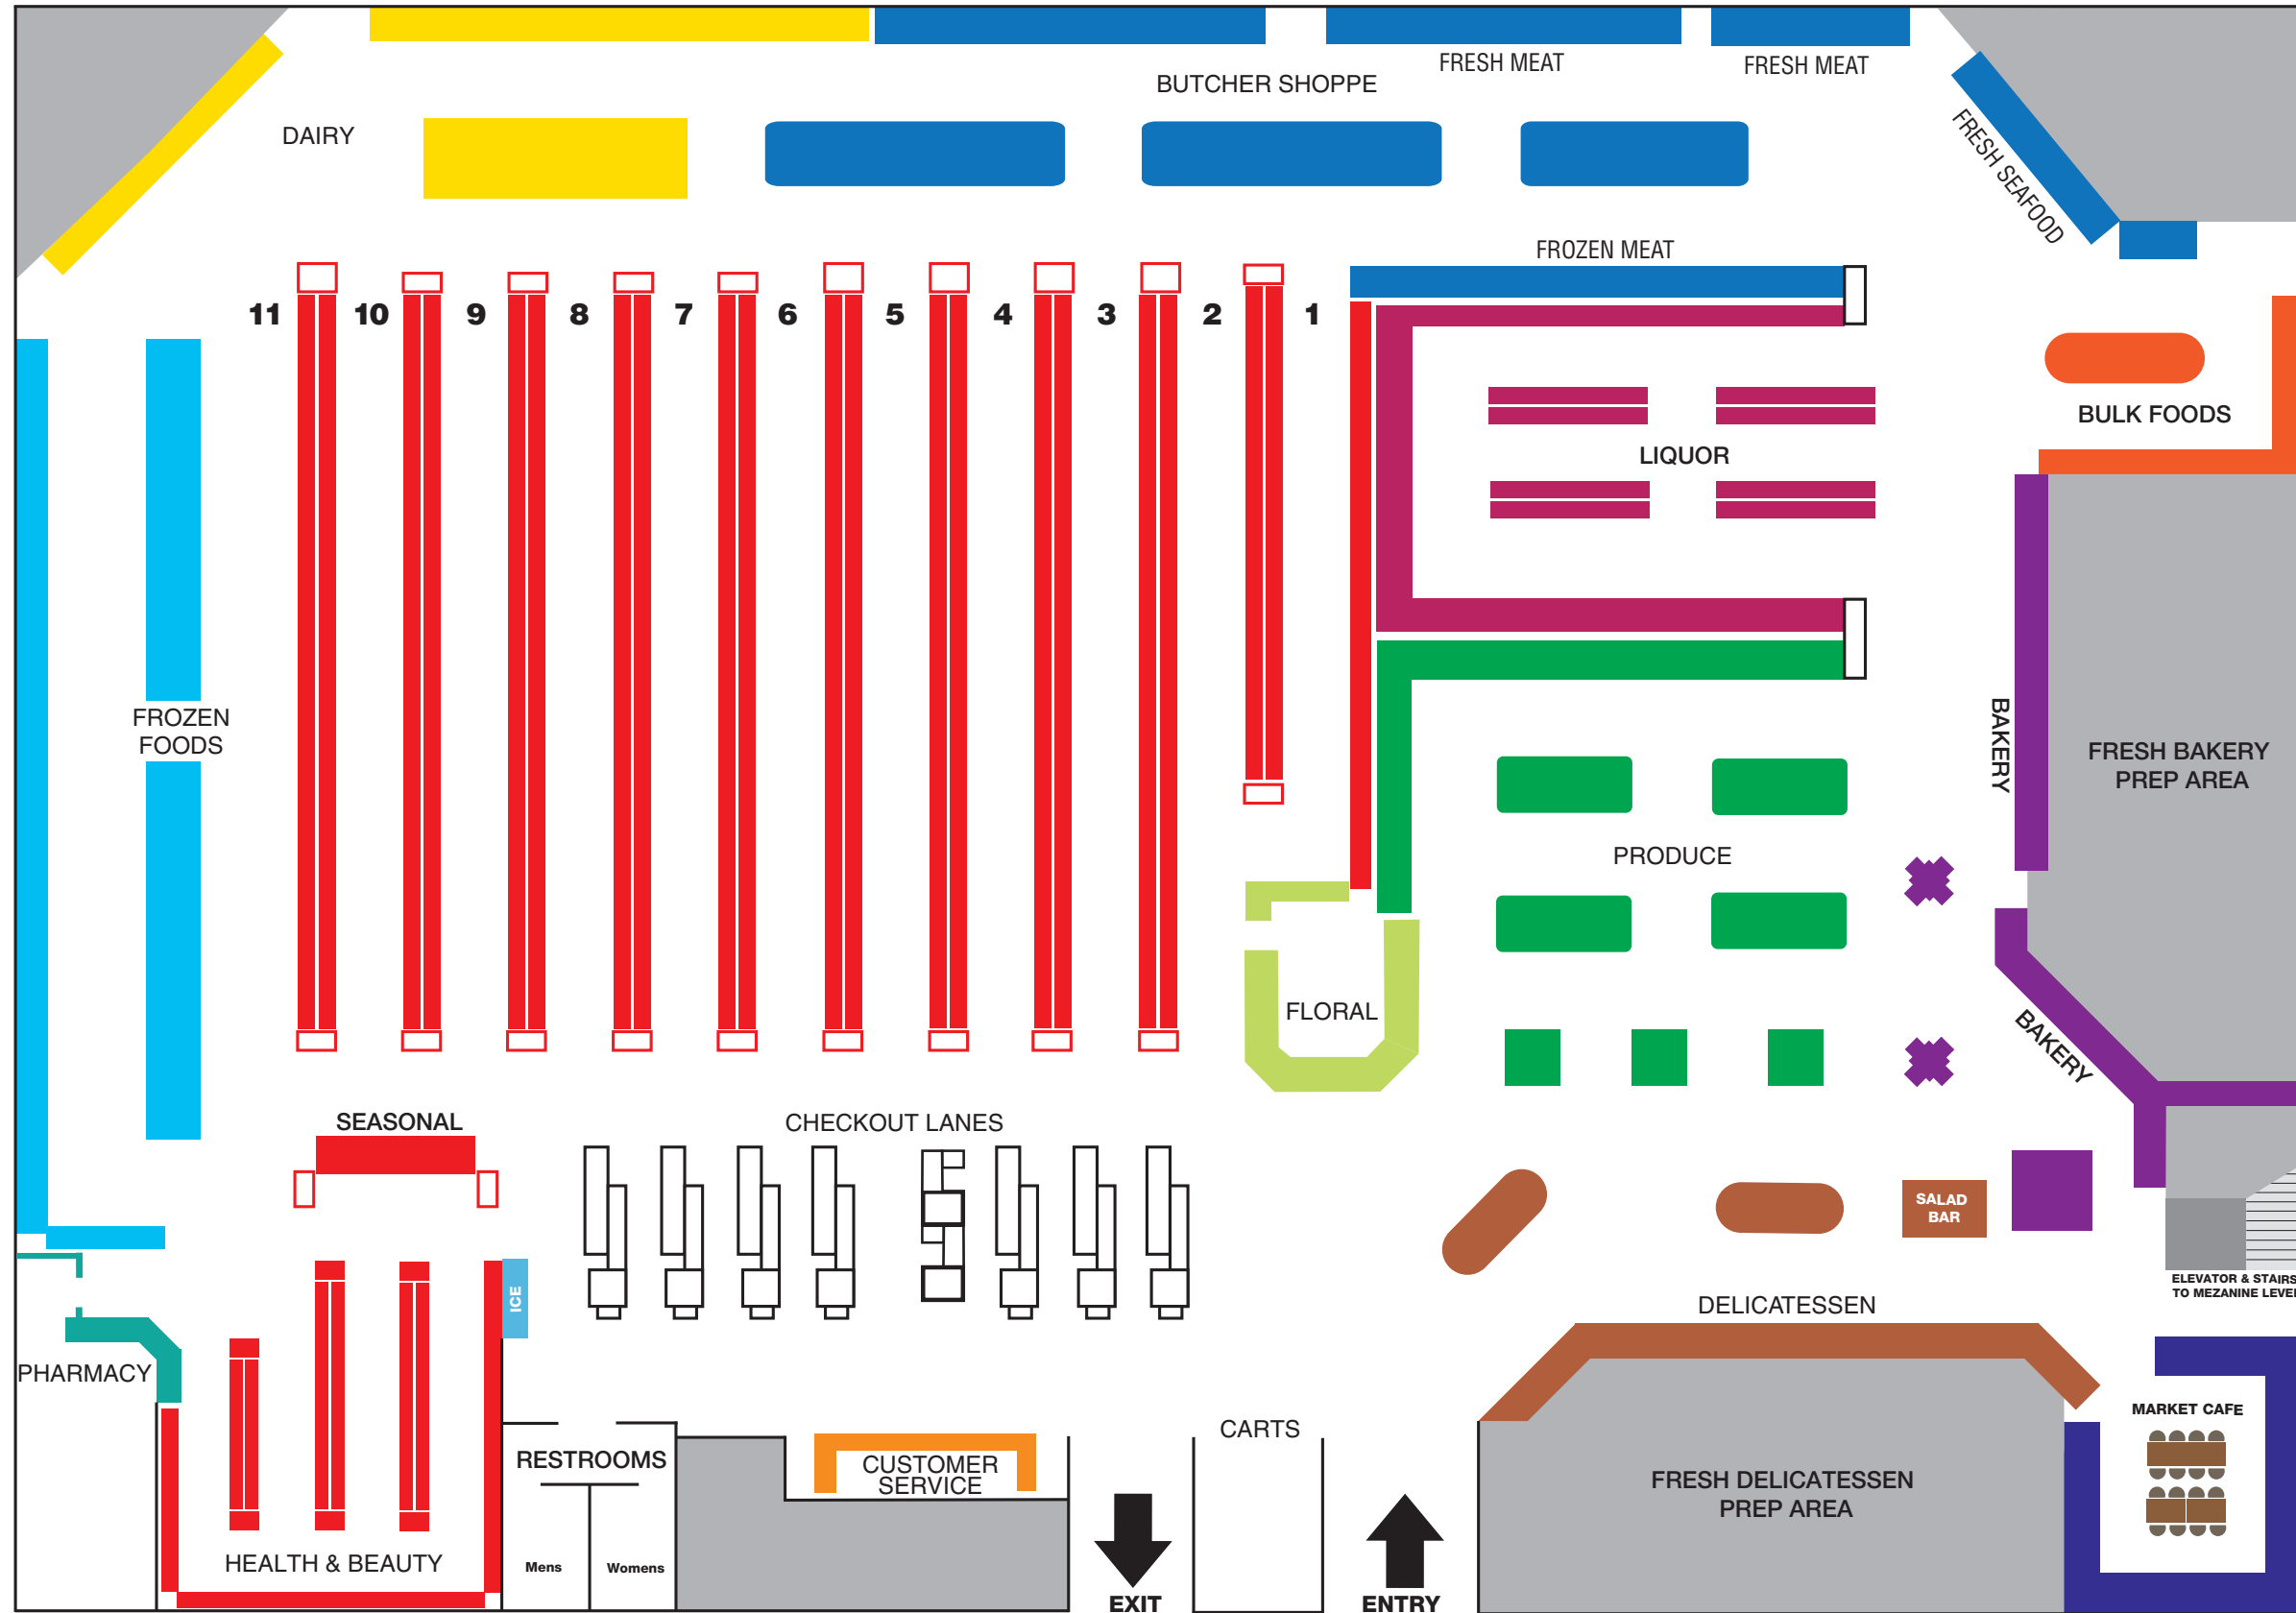 FRESH MEAT
FRESH MEAT
BUTCHER SHOPPE
DAIRY
FRESH SEAFOOD
FROZEN MEAT
11
10
9
8
7
6
5
4
3
2
1
BULK FOODS
LIQUOR
FROZEN
FOODS
BAKERY
FRESH BAKERY
PREP AREA
PRODUCE
FLORAL
BAKERY
SEASONAL
CHECKOUT LANES
SALAD
BAR
ICE
ELEVATOR & STAIRS
TO MEZANINE LEVEL
DELICATESSEN
PHARMACY
MARKET CAFE
CARTS
RESTROOMS
CUSTOMER
SERVICE
FRESH DELICATESSEN
PREP AREA
HEALTH & BEAUTY
Mens
Womens
EXIT
ENTRY